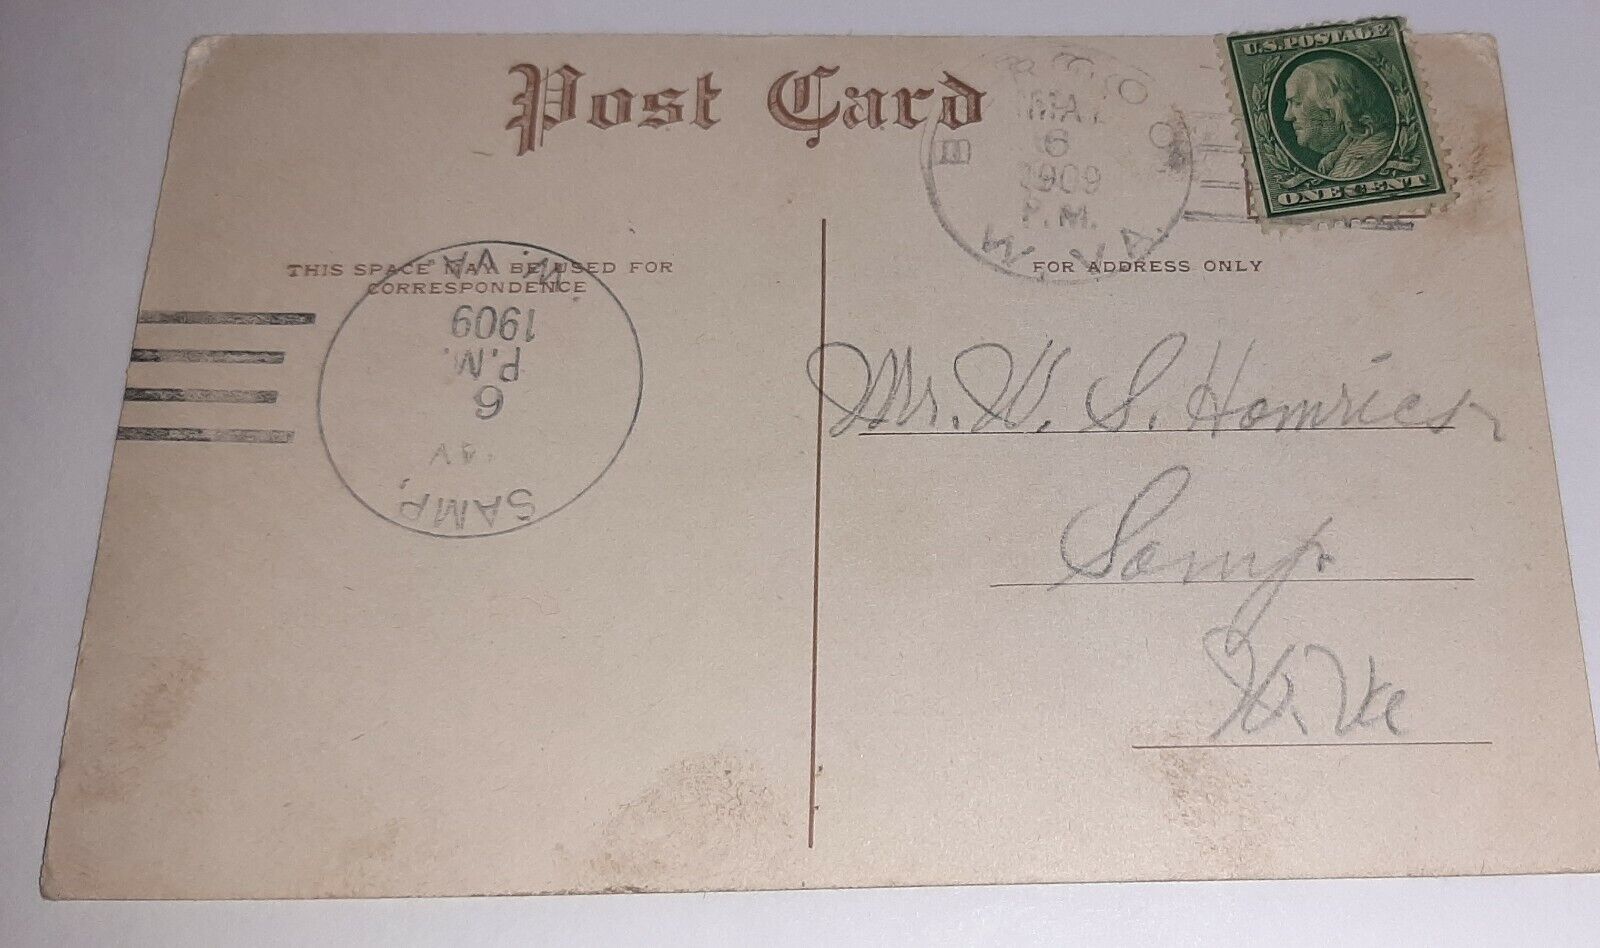 Post Card
U.S. POSTAGE
ONE CENT
MAY
6
1909
P.M.
W. VA.
THIS SPACE MAY BE USED FOR
CORRESPONDENCE
FOR ADDRESS ONLY
SAMP,
6
P.M.
1909
W. VA.
Mr. W. S.
Samp.
W. Va